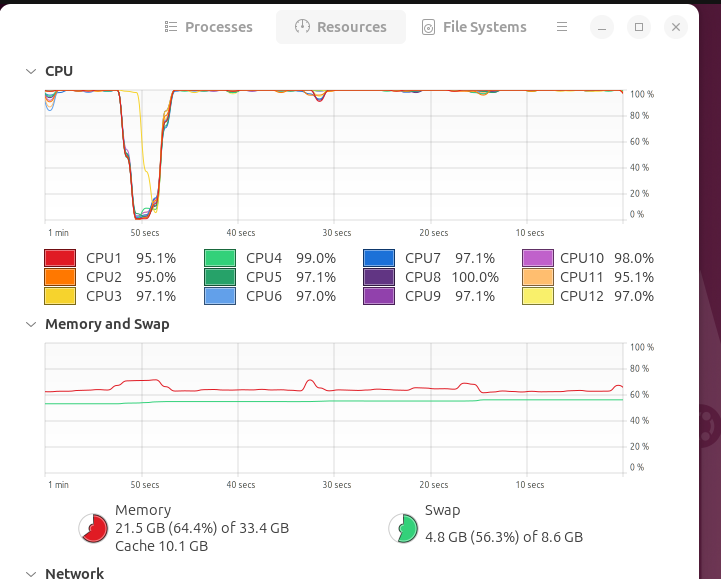 Processes Resources File Systems
CPU
100 %
80 %
60 %
40 %
20 %
0 %
1 min 50 secs 40 secs 30 secs 20 secs 10 secs
CPU1 95.1% CPU4 99.0% CPU7 97.1% CPU10 98.0%
CPU2 95.0% CPU5 97.1% CPU8 100.0% CPU11 95.1%
CPU3 97.1% CPU6 97.0% CPU9 97.1% CPU12 97.0%
Memory and Swap
100 %
80 %
60 %
40 %
20 %
0 %
1 min 50 secs 40 secs 30 secs 20 secs 10 secs
Memory
21.5 GB (64.4%) of 33.4 GB
Cache 10.1 GB
Swap
4.8 GB (56.3%) of 8.6 GB
Network